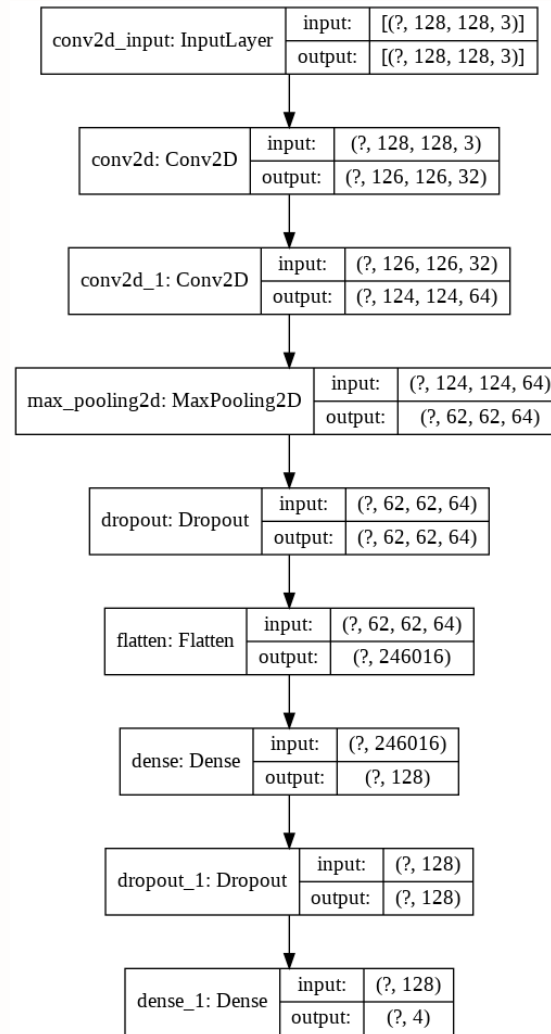 conv2d_input: InputLayer
input: [(?, 128, 128, 3)]
output: [(?, 128, 128, 3)]
conv2d: Conv2D
input: (?, 128, 128, 3)
output: (?, 126, 126, 32)
conv2d_1: Conv2D
input: (?, 126, 126, 32)
output: (?, 124, 124, 64)
max_pooling2d: MaxPooling2D
input: (?, 124, 124, 64)
output: (?, 62, 62, 64)
dropout: Dropout
input: (?, 62, 62, 64)
output: (?, 62, 62, 64)
flatten: Flatten
input: (?, 62, 62, 64)
output: (?, 246016)
dense: Dense
input: (?, 246016)
output: (?, 128)
dropout_1: Dropout
input: (?, 128)
output: (?, 128)
dense_1: Dense
input: (?, 128)
output: (?, 4)